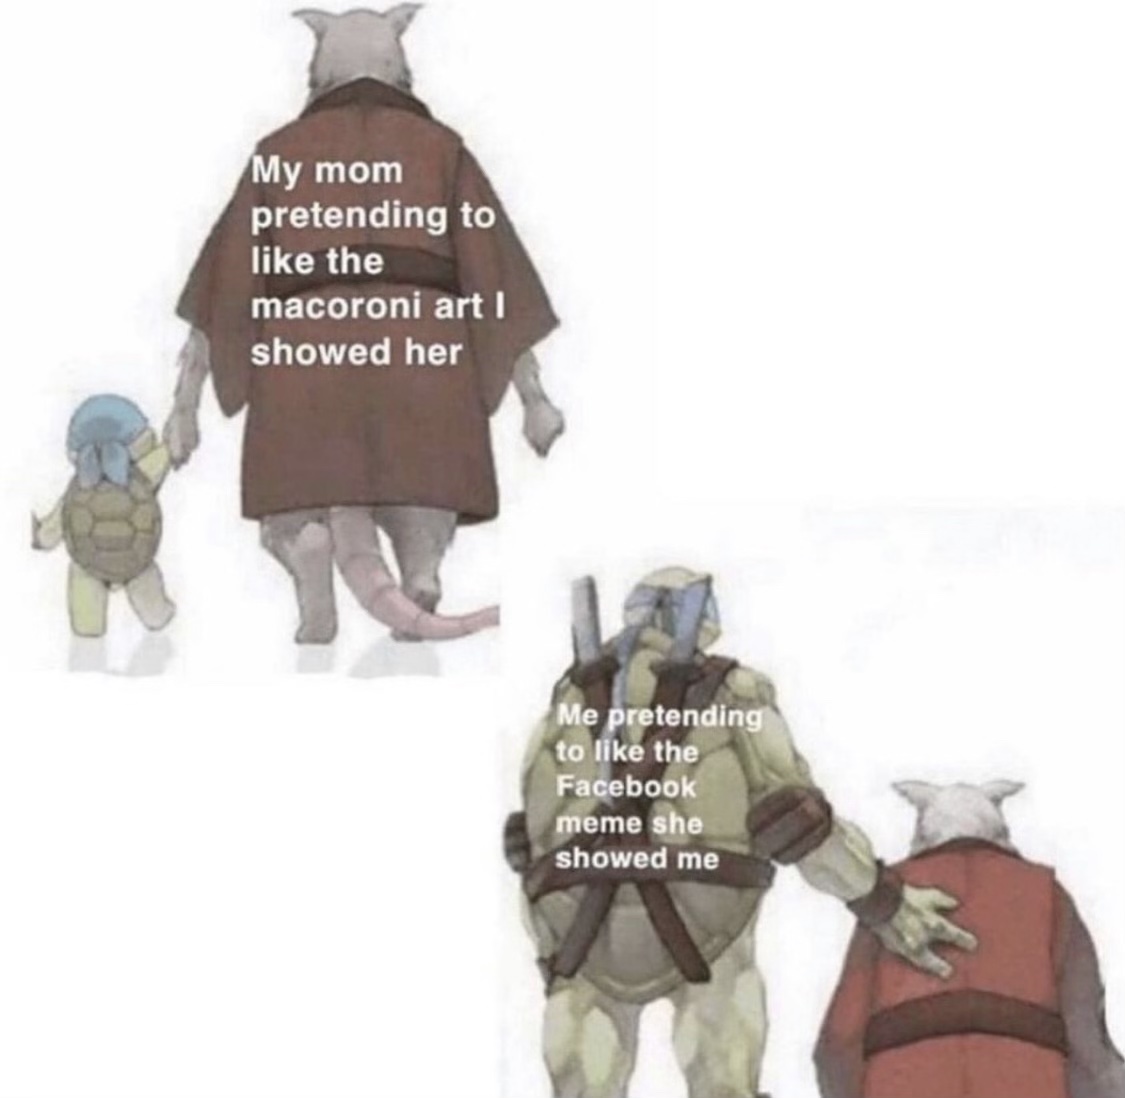 My mom
pretending to
like the
macoroni art I
showed her
Me pretending
to like the
Facebook
meme she
showed me